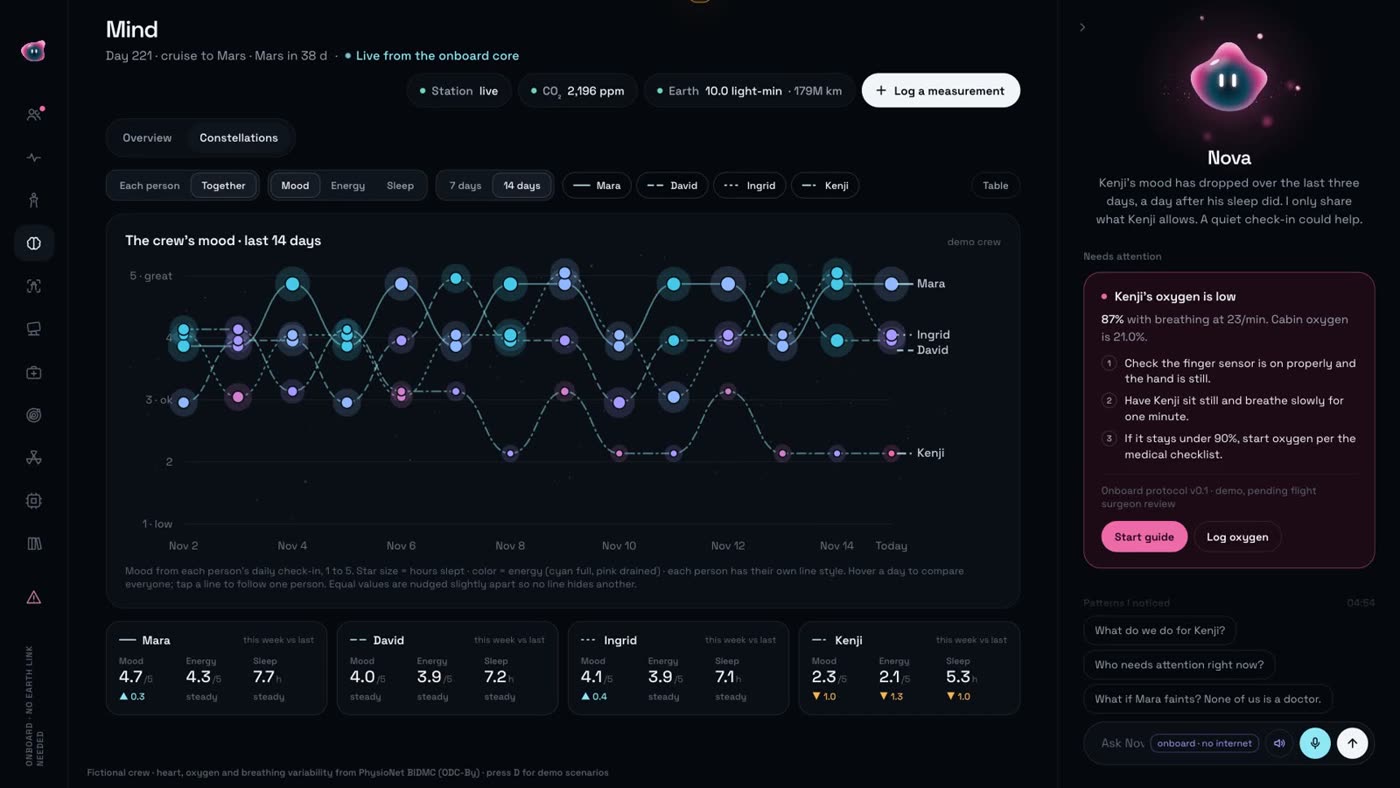 Mind
Day 221 · cruise to Mars · Mars in 38 d · Live from the onboard core
Station live
CO₂ 2,196 ppm
Earth 10.0 light-min · 179M km
+ Log a measurement
Overview
Constellations
Each person
Together
Mood
Energy
Sleep
7 days
14 days
Mara
David
Ingrid
Kenji
Table
The crew's mood · last 14 days
demo crew
5 · great
4
3 · ok
2
1 · low
Mara
Ingrid
David
Kenji
Nov 2
Nov 4
Nov 6
Nov 8
Nov 10
Nov 12
Nov 14
Today
Mood from each person's daily check-in, 1 to 5. Star size = hours slept · color = energy (cyan full, pink drained) · each person has their own line style. Hover a day to compare
everyone; tap a line to follow one person. Equal values are nudged slightly apart so no line hides another.
Mara
this week vs last
Mood
Energy
Sleep
4.7 /5
4.3 /5
7.7 h
▲ 0.3
steady
steady
David
this week vs last
Mood
Energy
Sleep
4.0 /5
3.9 /5
7.2 h
steady
steady
steady
Ingrid
this week vs last
Mood
Energy
Sleep
4.1 /5
3.9 /5
7.1 h
▲ 0.4
steady
steady
Kenji
this week vs last
Mood
Energy
Sleep
2.3 /5
2.1 /5
5.3 h
▼ 1.0
▼ 1.3
▼ 1.0
Fictional crew · heart, oxygen and breathing variability from PhysioNet BIDMC (ODC-By) · press D for demo scenarios
ONBOARD · NO EARTH LINK
NEEDED
Nova
Kenji's mood has dropped over the last three
days, a day after his sleep did. I only share
what Kenji allows. A quiet check-in could help.
Needs attention
Kenji's oxygen is low
87% with breathing at 23/min. Cabin oxygen
is 21.0%.
1 Check the finger sensor is on properly and
the hand is still.
2 Have Kenji sit still and breathe slowly for
one minute.
3 If it stays under 90%, start oxygen per the
medical checklist.
Onboard protocol v0.1 · demo, pending flight
surgeon review
Start guide
Log oxygen
Patterns I noticed
04:54
What do we do for Kenji?
Who needs attention right now?
What if Mara faints? None of us is a doctor.
Ask Nov
onboard · no internet